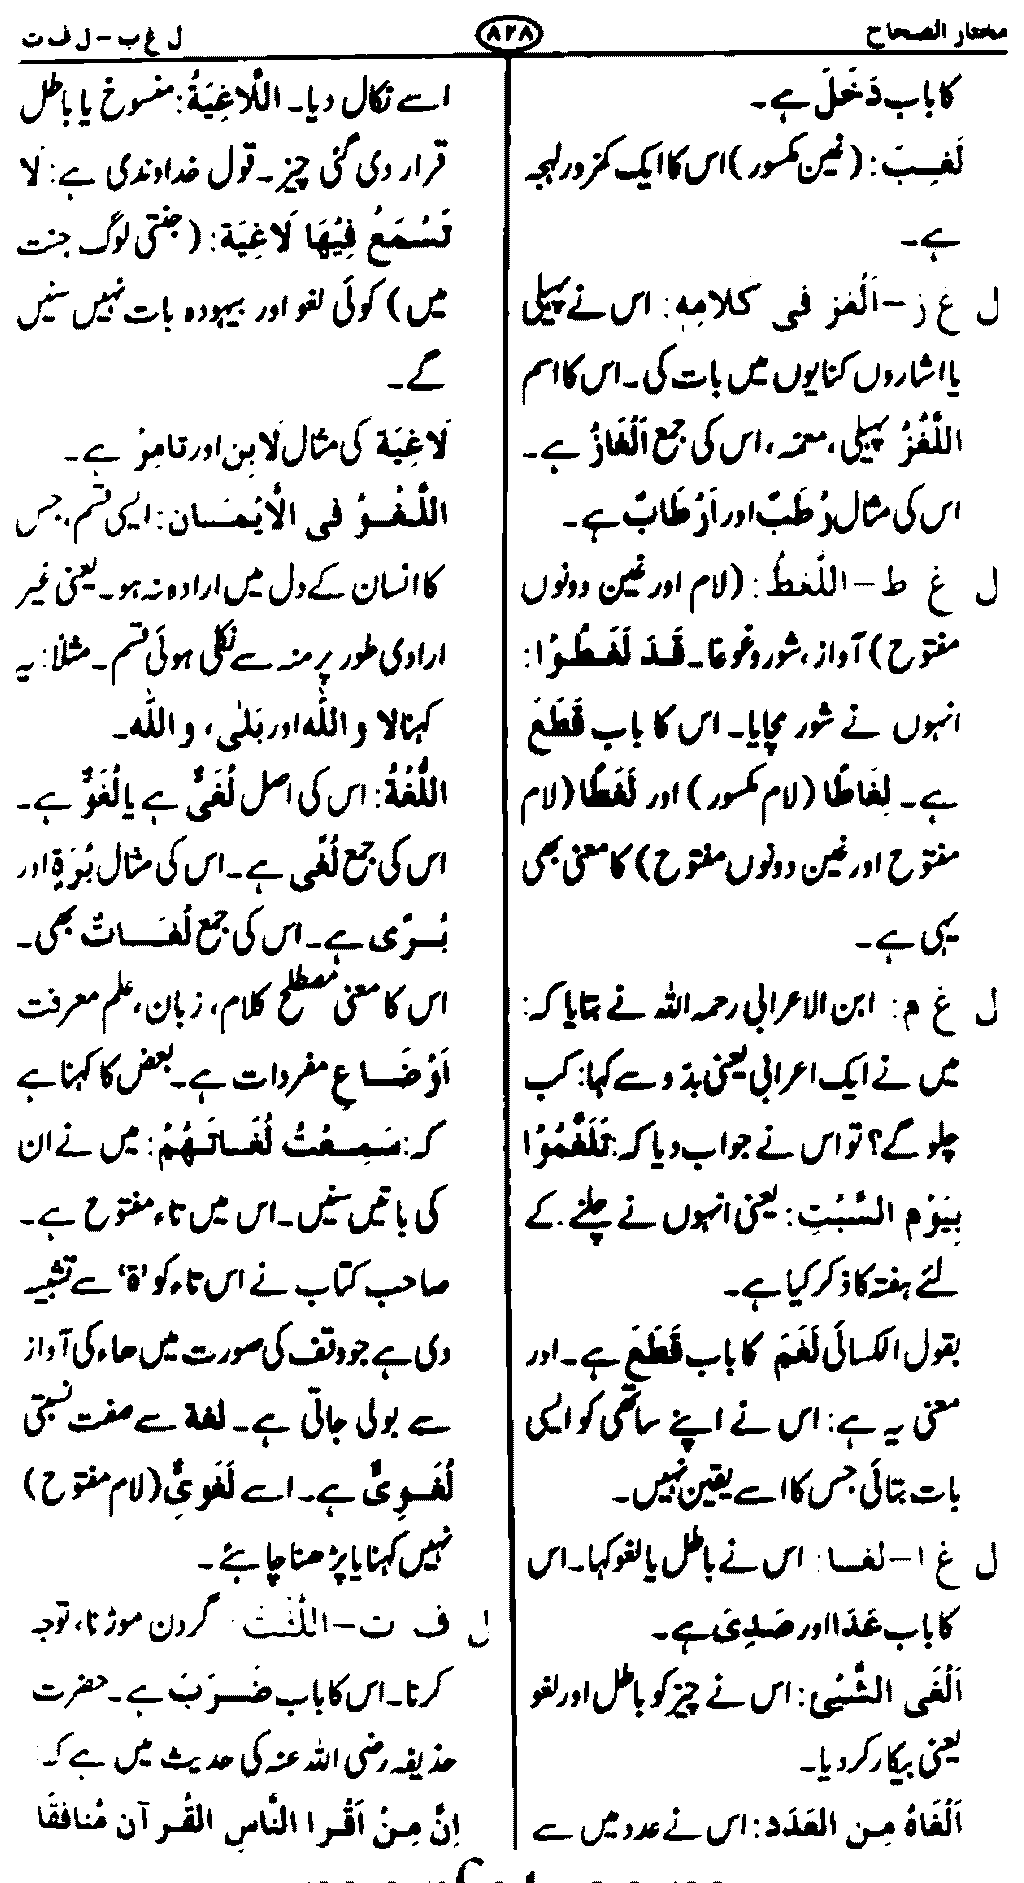 مختار الصحاح
۸۲۸
ل غ ب - ل ف ت
کا باب دَخَلَ ہے۔
لَغِبَ: (غین مکسور) اس کا ایک کمزور لہجہ
ہے۔
ل غ ز - اَلْغَزَ فی کلامِہٖ: اس نے پہیلی
یا اشاروں کنایوں میں بات کی۔ اس کا اسم
اللُّغَزُ پہیلی، معمّہ، اس کی جمع اَلْغَازٌ ہے۔
اس کی مثال رُطَبٌ اور اَرْطَابٌ ہے۔
ل غ ط - اللَّغَطُ: (لام اور غین دونوں
مفتوح) آواز، شور و غوغا۔ قَدْ لَغَطُوْا:
انہوں نے شور مچایا۔ اس کا باب قَطَعَ
ہے۔ لِغَاطًا (لام مکسور) اور لَغَطًا (لام
مفتوح اور غین دونوں مفتوح) کا معنی بھی
یہی ہے۔
ل غ م: ابن الاعرابی رحمہ اللہ نے بتایا کہ:
میں نے ایک اعرابی یعنی بدّو سے کہا: کب
چلو گے؟ تو اس نے جواب دیا کہ: تَلَغَّمُوْا
بِیَوْمِ السَّبْتِ: یعنی انہوں نے چلنے کے
لئے ہفتہ کا ذکر کیا ہے۔
بقول الکسائی لَغَمَ کا باب قَطَعَ ہے۔ اور
معنی یہ ہے: اس نے اپنے ساتھی کو ایسی
بات بتائی جس کا اسے یقین نہیں۔
ل غ ا - لغا: اس نے باطل یا لغو کہا۔ اس
کا باب عَدَا اور صَدِیَ ہے۔
اَلْغَی الشَّیْئَ: اس نے چیز کو باطل اور لغو
یعنی بیکار کر دیا۔
اَلْغَاہُ مِنَ العَدَدِ: اس نے عدد میں سے
اسے نکال دیا۔ اللَّاغِیَةُ: منسوخ یا باطل
قرار دی گئی چیز۔ قول خداوندی ہے: لَا
تَسْمَعُ فِیْھَا لَاغِیَة: (جنتی لوگ جنت
میں) کوئی لغو اور بیہودہ بات نہیں سنیں
گے۔
لَاغِیَة کی مثال لَابِن اور تَامِرْ ہے۔
اللَّغْوُ فی الْاَیْمَان: ایسی قسم، جس
کا انسان کے دل میں ارادہ نہ ہو۔ یعنی غیر
ارادی طور پر منہ سے نکلی ہوئی قسم۔ مثلاً: یہ
کہنا لا واللّٰه اور بَلٰی، واللّٰه۔
اللُّغَةُ: اس کی اصل لُغَیٌ ہے یا لُغَوٌ ہے۔
اس کی جمع لُغًی ہے۔ اس کی مثال بُرَةٍ اور
بُرًی ہے۔ اس کی جمع لُغَاتٌ بھی۔
اس کا معنی مصطلح کلام، زبان، علم معرفت
اَوْضَاعِ مفردات ہے۔ بعض کا کہنا ہے
کہ: سَمِعْتُ لُغَاتَھُمْ: میں نے ان
کی باتیں سنیں۔ اس میں تاء مفتوح ہے۔
صاحب کتاب نے اس تاء کو ’ۃ‘ سے تشبیہ
دی ہے جو وقف کی صورت میں ھاء کی آواز
سے بولی جاتی ہے۔ لغة سے صفت نسبتی
لُغَوِیٌّ ہے۔ اسے لَغَوِیٌّ (لام مفتوح)
نہیں کہنا یا پڑھنا چاہئے۔
ل ف ت - اللَّفْتُ: گردن موڑنا، توجہ
کرنا۔ اس کا باب ضَرَبَ ہے۔ حضرت
حذیفہ رضی اللہ عنہ کی حدیث میں ہے کہ:
اِنَّ مِنْ اَقْرَا النَّاسِ القُرآن مُنافقًا